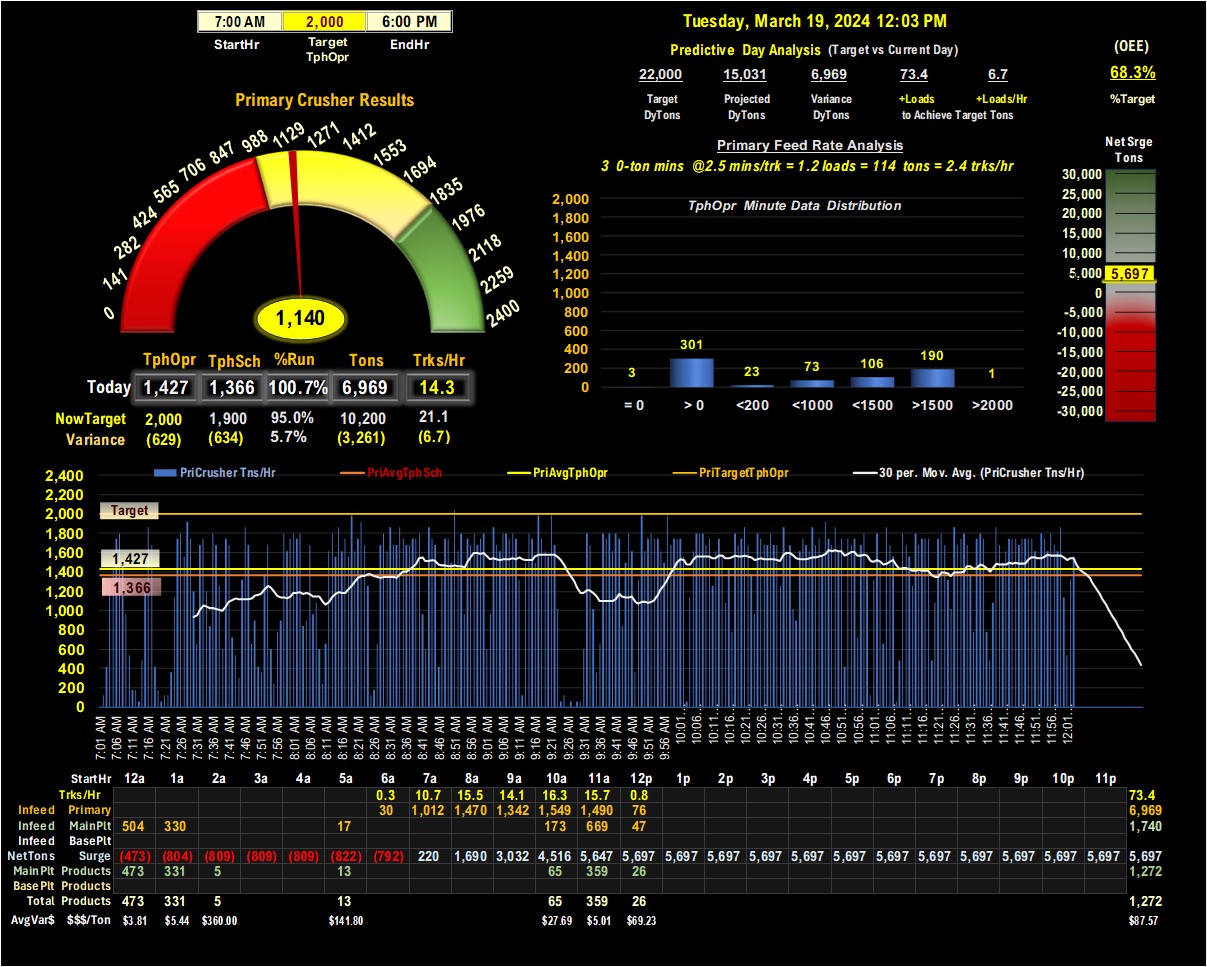 7:00 AM 2,000 6:00 PM
StartHr Target TphOpr EndHr
Tuesday, March 19, 2024 12:03 PM
Predictive Day Analysis (Target vs Current Day)
22,000 15,031 6,969 73.4 6.7
Target Projected Variance +Loads +Loads/Hr
DyTons DyTons DyTons to Achieve Target Tons
(OEE)
68.3%
%Target
Primary Crusher Results
0 141 282 424 565 706 847 988 1129 1271 1412 1553 1694 1835 1976 2118 2259 2400
1,140
TphOpr TphSch %Run Tons Trks/Hr
Today 1,427 1,366 100.7% 6,969 14.3
NowTarget 2,000 1,900 95.0% 10,200 21.1
Variance (629) (634) 5.7% (3,261) (6.7)
Primary Feed Rate Analysis
3 0-ton mins @2.5 mins/trk = 1.2 loads = 114 tons = 2.4 trks/hr
TphOpr Minute Data Distribution
2,000
1,800
1,600
1,400
1,200
1,000
800
600
400
200
0
3 301 23 73 106 190 1
= 0 > 0 <200 <1000 <1500 >1500 >2000
Net Srge
Tons
30,000
25,000
20,000
15,000
10,000
5,000 5,697
0
-5,000
-10,000
-15,000
-20,000
-25,000
-30,000
PriCrusher Tns/Hr PriAvgTphSch PriAvgTphOpr PriTargetTphOpr 30 per. Mov. Avg. (PriCrusher Tns/Hr)
2,400
2,200
2,000
1,800
1,600
1,400
1,200
1,000
800
600
400
200
0
Target
1,427
1,366
7:01 AM 7:06 AM 7:11 AM 7:16 AM 7:21 AM 7:26 AM 7:31 AM 7:36 AM 7:41 AM 7:46 AM 7:51 AM 7:56 AM 8:01 AM 8:06 AM 8:11 AM 8:16 AM 8:21 AM 8:26 AM 8:31 AM 8:36 AM 8:41 AM 8:46 AM 8:51 AM 8:56 AM 9:01 AM 9:06 AM 9:11 AM 9:16 AM 9:21 AM 9:26 AM 9:31 AM 9:36 AM 9:41 AM 9:46 AM 9:51 AM 9:56 AM 10:01… 10:06… 10:11… 10:16… 10:21… 10:26… 10:31… 10:36… 10:41… 10:46… 10:51… 10:56… 11:01… 11:06… 11:11… 11:16… 11:21… 11:26… 11:31… 11:36… 11:41… 11:46… 11:51… 11:56… 12:01…
StartHr 12a 1a 2a 3a 4a 5a 6a 7a 8a 9a 10a 11a 12p 1p 2p 3p 4p 5p 6p 7p 8p 9p 10p 11p
Trks/Hr 0.3 10.7 15.5 14.1 16.3 15.7 0.8 73.4
Infeed Primary 30 1,012 1,470 1,342 1,549 1,490 76 6,969
Infeed MainPlt 504 330 17 173 669 47 1,740
Infeed BasePlt
NetTons Surge (473) (804) (809) (809) (809) (822) (792) 220 1,690 3,032 4,516 5,647 5,697 5,697 5,697 5,697 5,697 5,697 5,697 5,697 5,697 5,697 5,697 5,697 5,697
MainPlt Products 473 331 5 13 65 359 26 1,272
BasePlt Products
Total Products 473 331 5 13 65 359 26 1,272
AvgVar$ $$$/Ton $3.81 $5.44 $360.00 $141.80 $27.69 $5.01 $69.23 $87.57